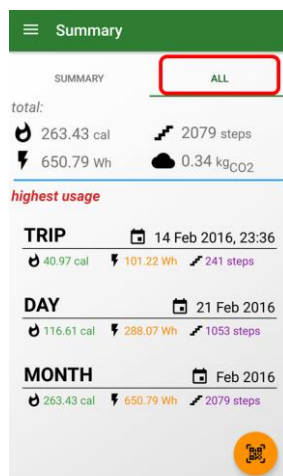 Summary
SUMMARY ALL
total:
263.43 cal 2079 steps
650.79 Wh 0.34 kgCO2
highest usage
TRIP 14 Feb 2016, 23:36
40.97 cal 101.22 Wh 241 steps
DAY 21 Feb 2016
116.61 cal 288.07 Wh 1053 steps
MONTH Feb 2016
263.43 cal 650.79 Wh 2079 steps